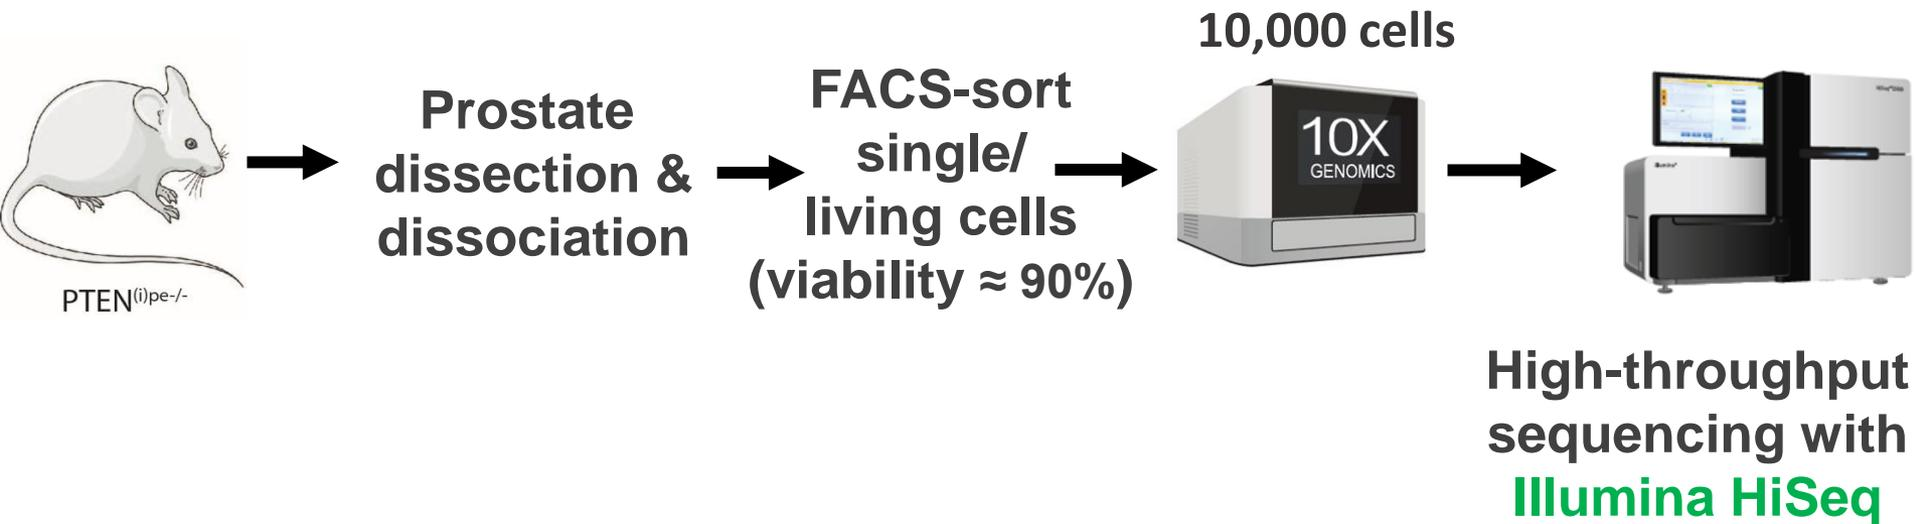 PTEN(i)pe-/-
Prostate
dissection &
dissociation
FACS-sort
single/
living cells
(viability ≈ 90%)
10,000 cells
10X
GENOMICS
illumina®
High-throughput
sequencing with
Illumina HiSeq